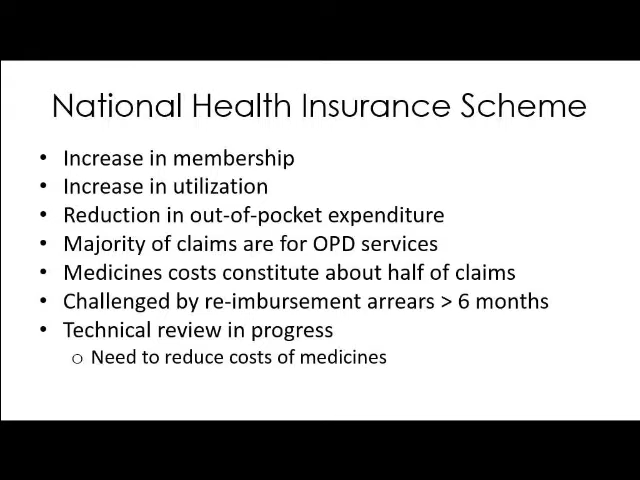 National Health Insurance Scheme
• Increase in membership
• Increase in utilization
• Reduction in out-of-pocket expenditure
• Majority of claims are for OPD services
• Medicines costs constitute about half of claims
• Challenged by re-imbursement arrears > 6 months
• Technical review in progress
o Need to reduce costs of medicines